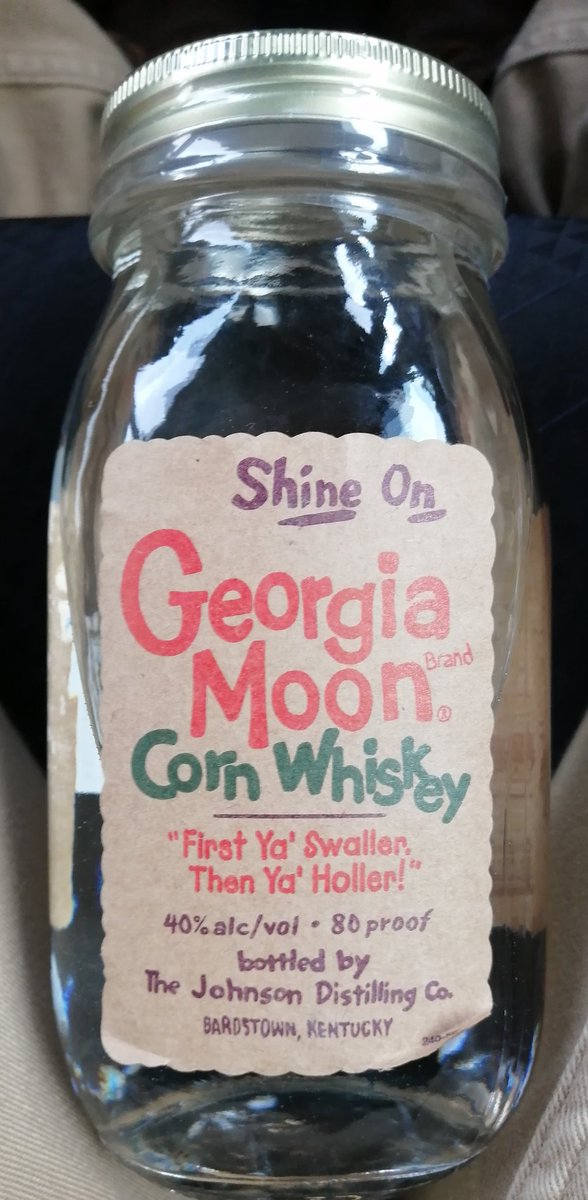 Shine On
Georgia
Moon Brand ®
Corn Whiskey
"First Ya' Swaller.
Then Ya' Holler!"
40% alc/vol • 80 proof
bottled by
The Johnson Distilling Co.
BARDSTOWN, KENTUCKY